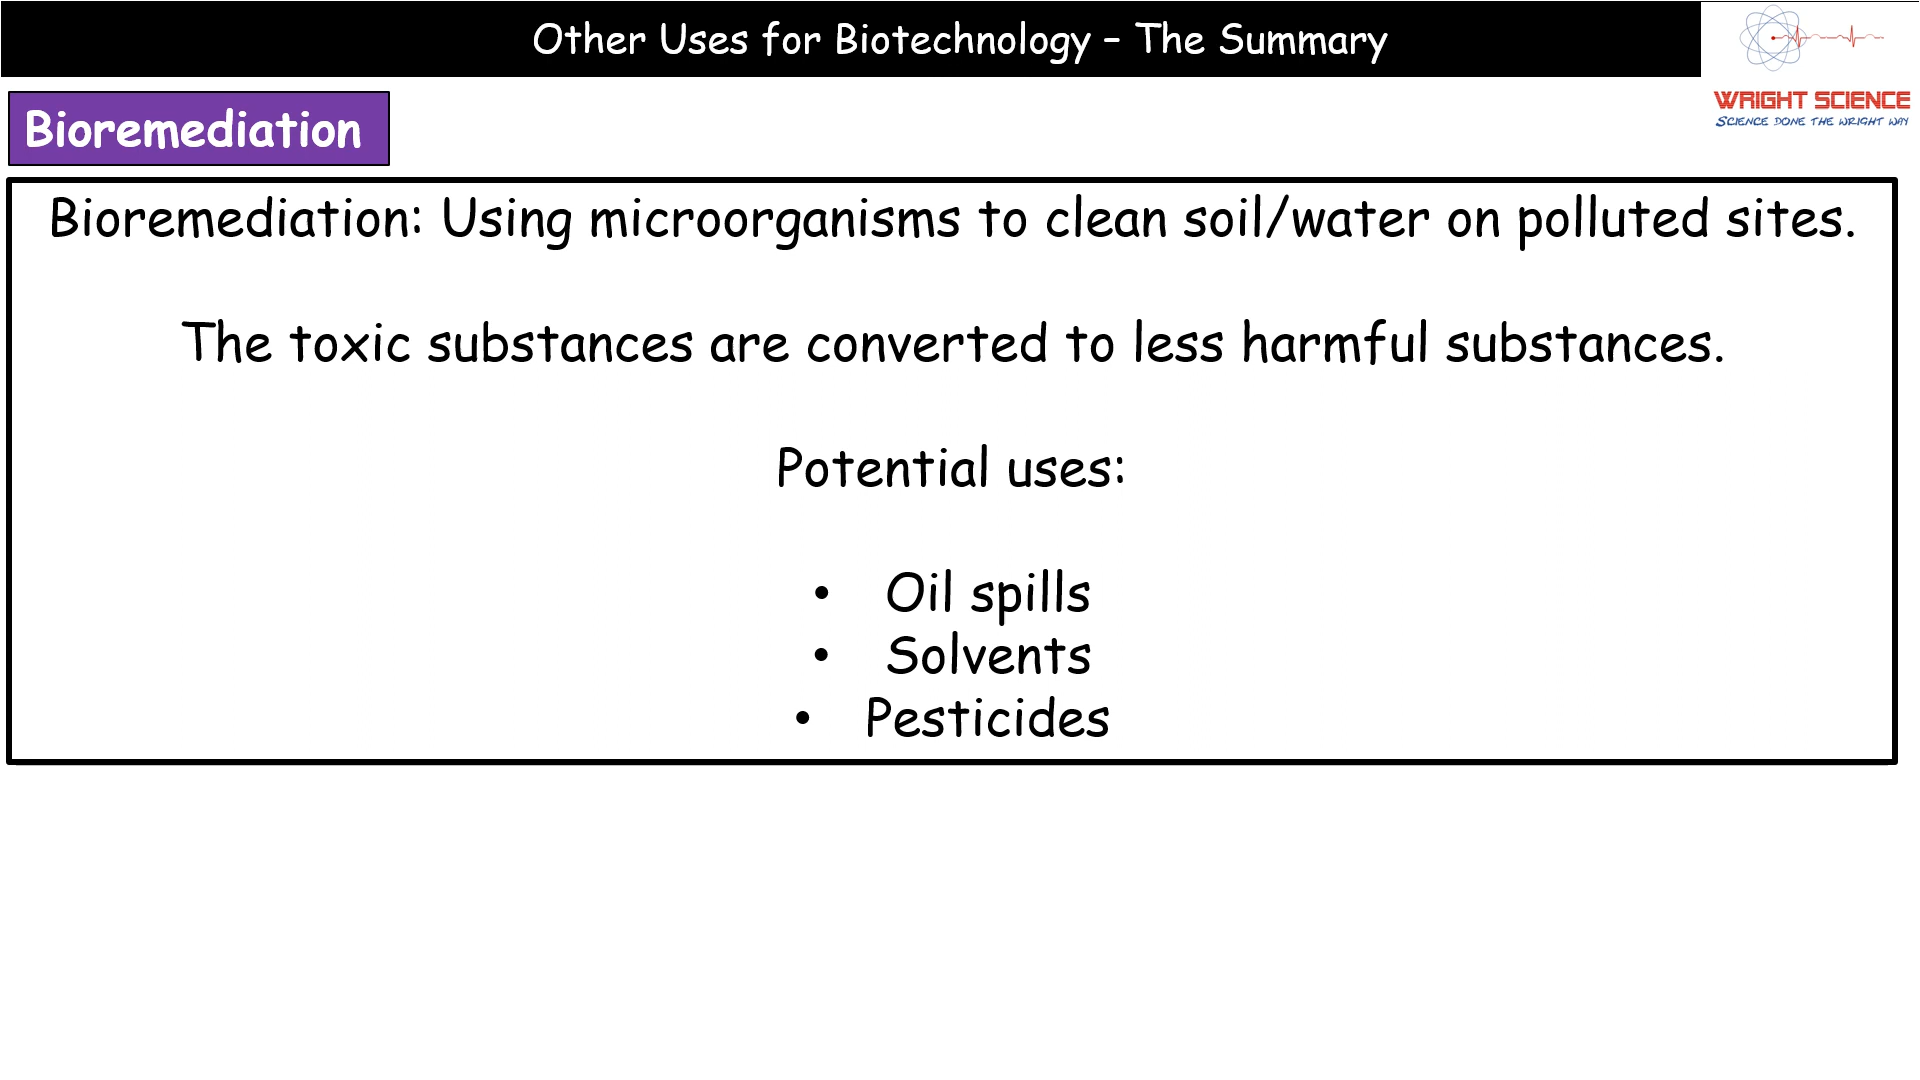 Other Uses for Biotechnology – The Summary
WRIGHT SCIENCE
SCIENCE DONE THE WRIGHT WAY
Bioremediation
Bioremediation: Using microorganisms to clean soil/water on polluted sites.
The toxic substances are converted to less harmful substances.
Potential uses:
• Oil spills
• Solvents
• Pesticides